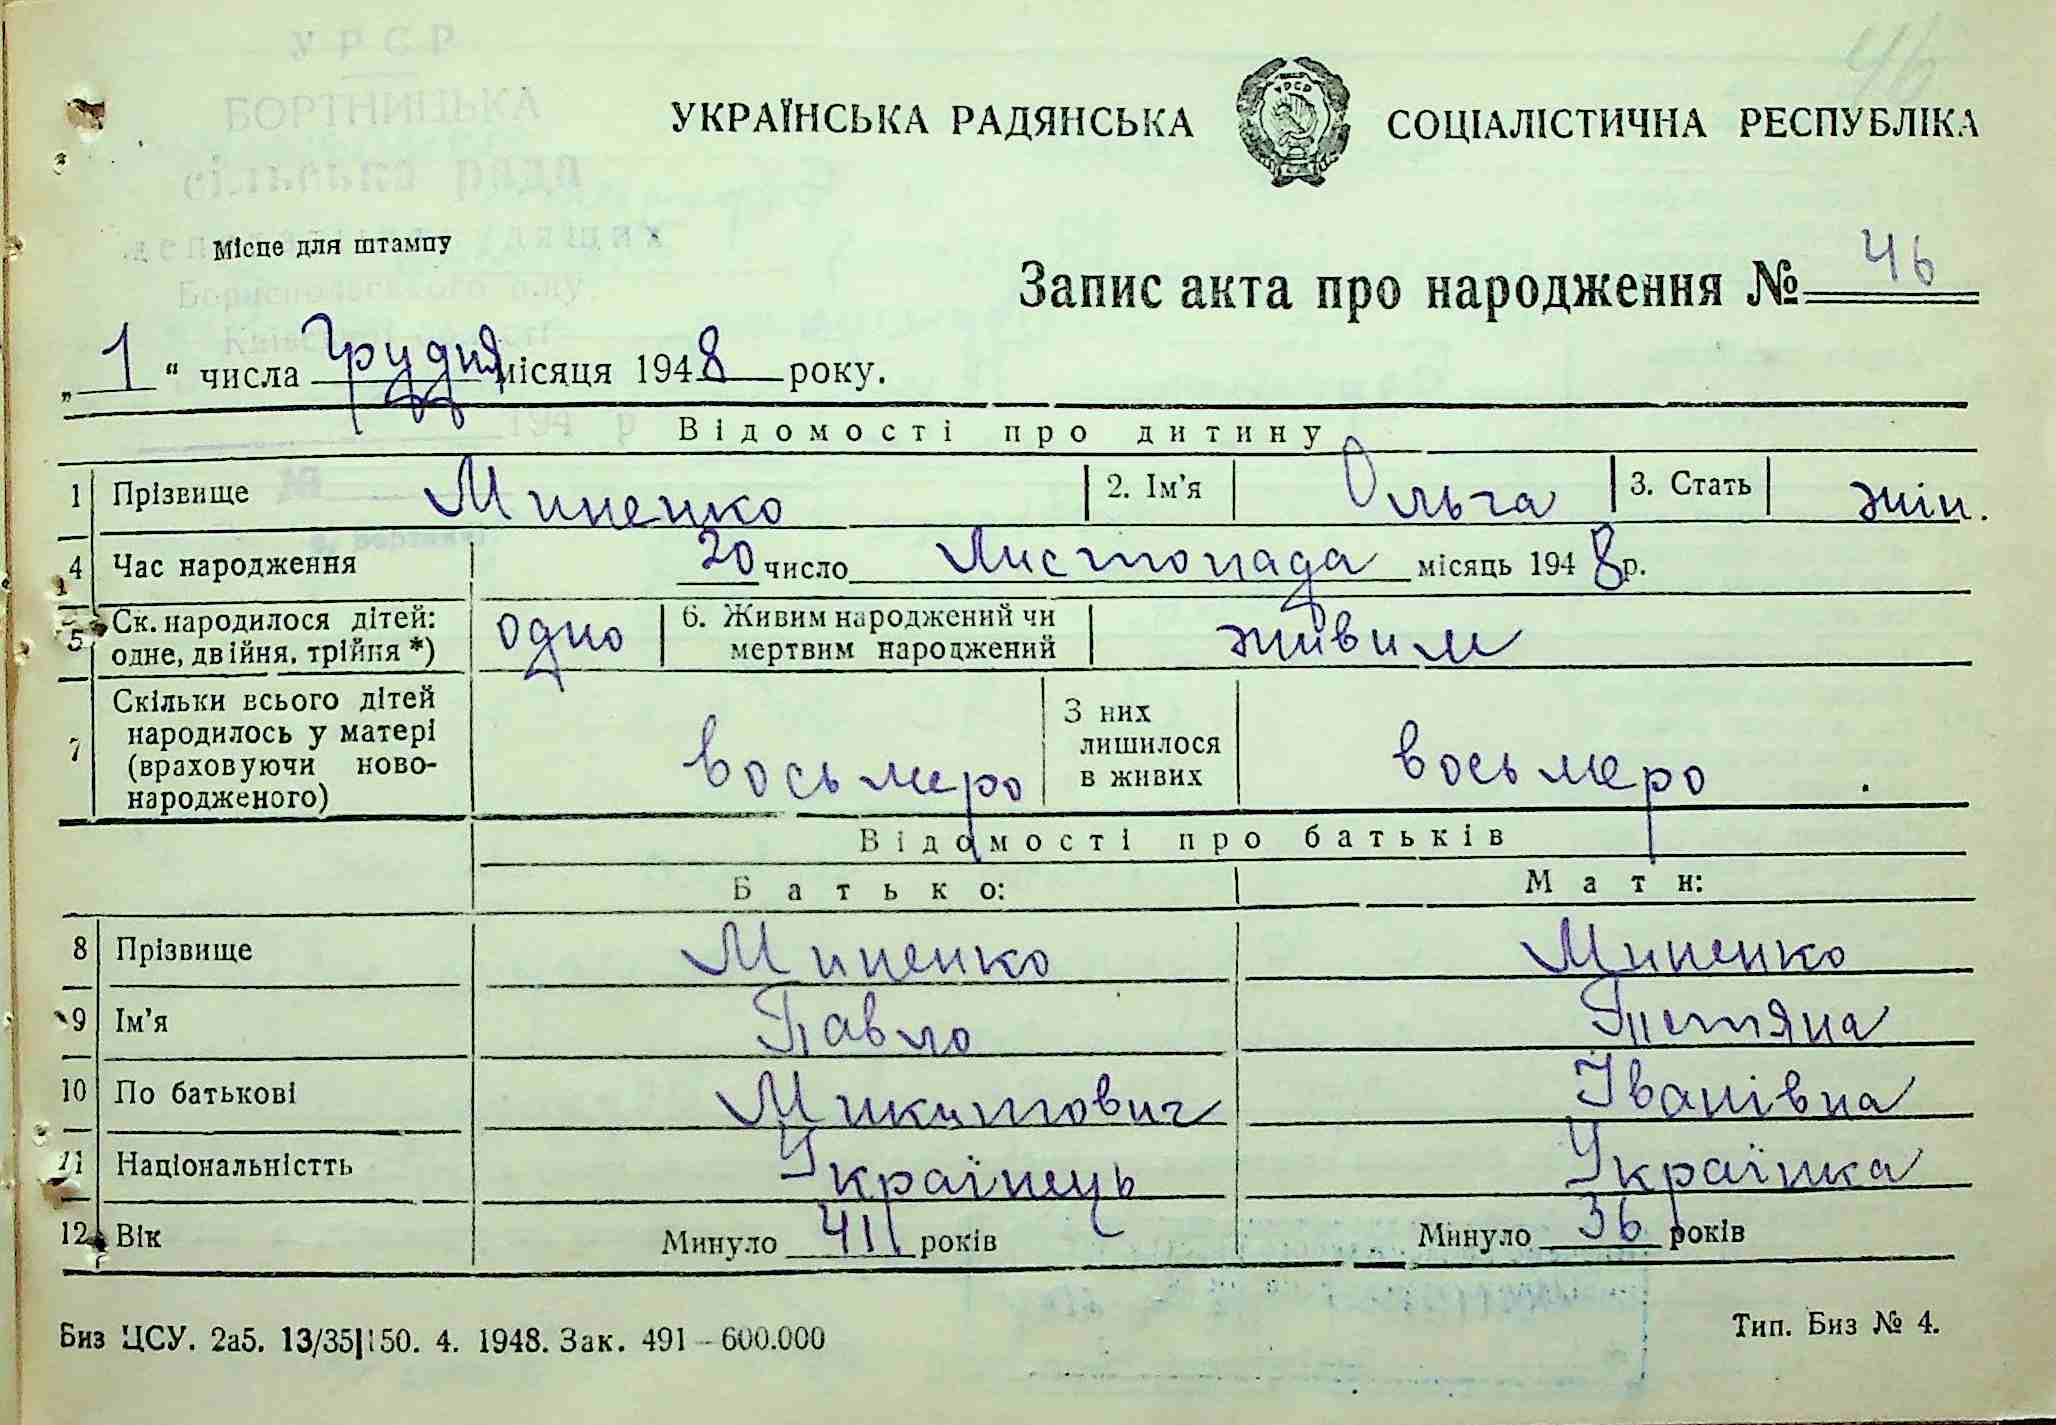 46
УРСР
БОРТНИЦЬКА
сільська рада
УКРАЇНСЬКА РАДЯНСЬКА СОЦІАЛІСТИЧНА РЕСПУБЛІКА
Місце для штампу
Запис акта про народження № 46
„1“ числа Грудня місяця 1948 року.
194 р
Відомості про дитину
1 Прізвище Миненко 2. Ім'я Ольга 3. Стать жін.
4 Час народження 20 число Листопада місяць 1948 р.
5 Ск. народилося дітей: одне, двійня, трійня *) одно 6. Живим народжений чи мертвим народжений живим
7 Скільки всього дітей народилось у матері (враховуючи ново-народженого) восьмеро З них лишилося в живих восьмеро
Відомості про батьків
Батько: Мати:
8 Прізвище Миненко Миненко
9 Ім'я Павло Тетяна
10 По батькові Микитович Іванівна
11 Національністть Українець Українка
12 Вік Минуло 41 років Минуло 36 років
Биз ЦСУ. 2а5. 13/35|150. 4. 1948. Зак. 491 – 600.000 Тип. Биз № 4.